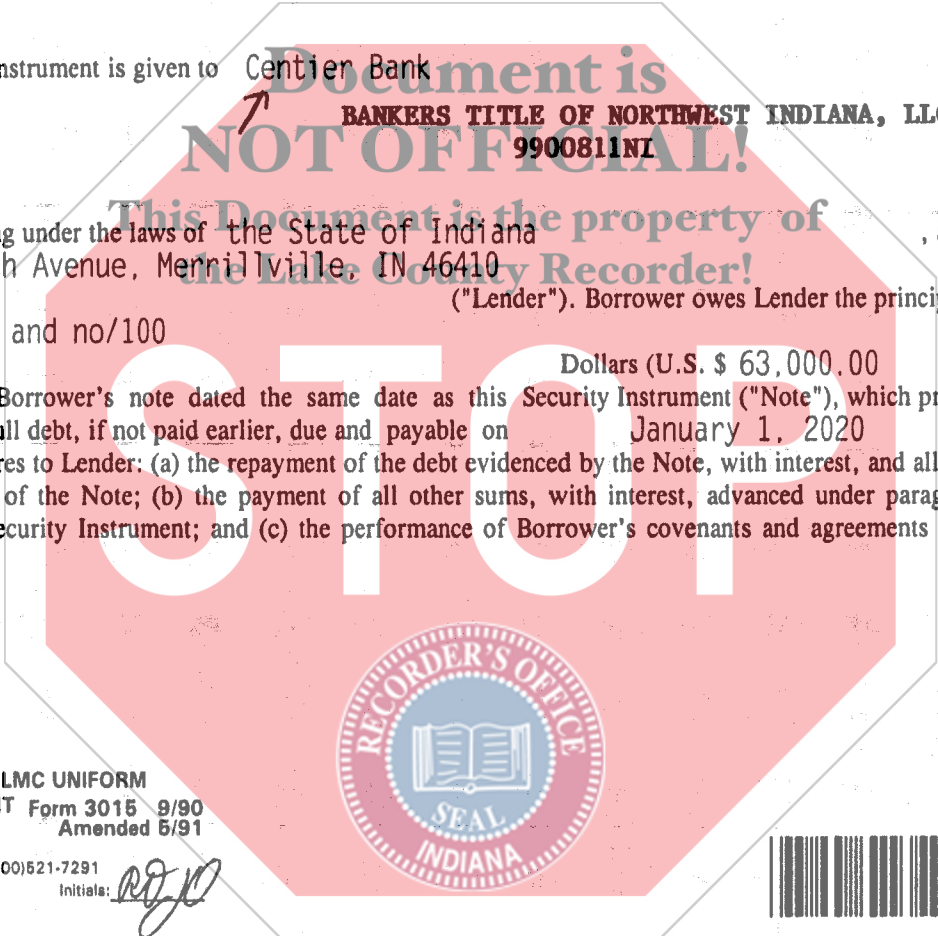 nstrument is given to Centier Bank
Document is
BANKERS TITLE OF NORTHWEST INDIANA, LLC
NOT OFFICIAL!
9900811NI
This Document is the property of
g under the laws of the State of Indiana ,
h Avenue, Merrillville, IN 46410
the Lake County Recorder!
("Lender"). Borrower owes Lender the princi
and no/100
Dollars (U.S. $ 63,000.00
STOP
Borrower's note dated the same date as this Security Instrument ("Note"), which pr
ll debt, if not paid earlier, due and payable on January 1, 2020
res to Lender: (a) the repayment of the debt evidenced by the Note, with interest, and all
of the Note; (b) the payment of all other sums, with interest, advanced under parag
ecurity Instrument; and (c) the performance of Borrower's covenants and agreements
RECORDER'S OFFICE
SEAL
INDIANA
LMC UNIFORM
T Form 3015 9/90
Amended 5/91
00)521-7291
Initials: